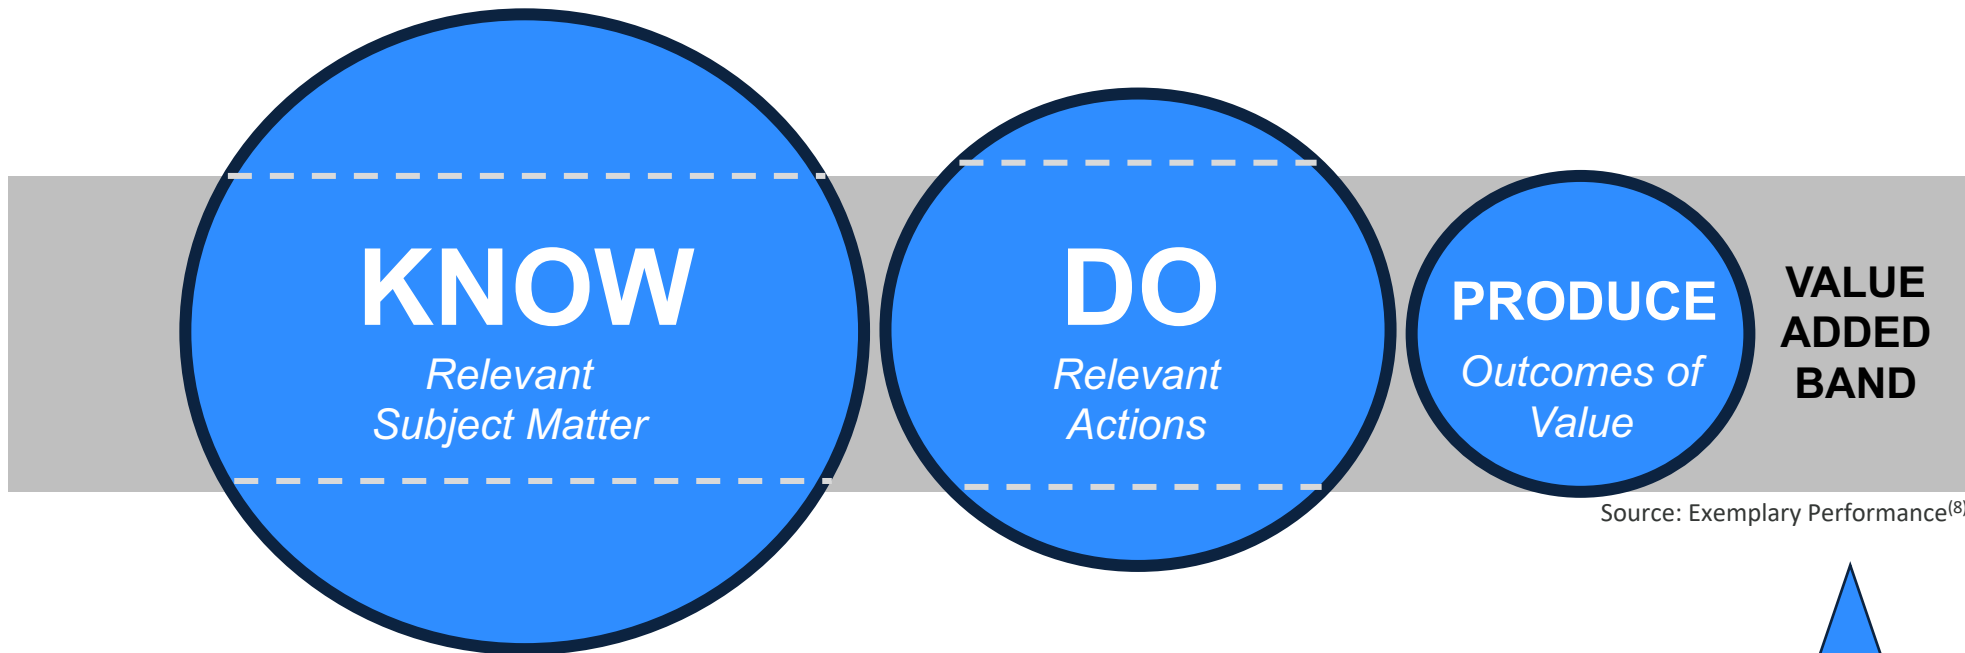 KNOW
Relevant
Subject Matter
DO
Relevant
Actions
PRODUCE
Outcomes of
Value
VALUE
ADDED
BAND
Source: Exemplary Performance(8)